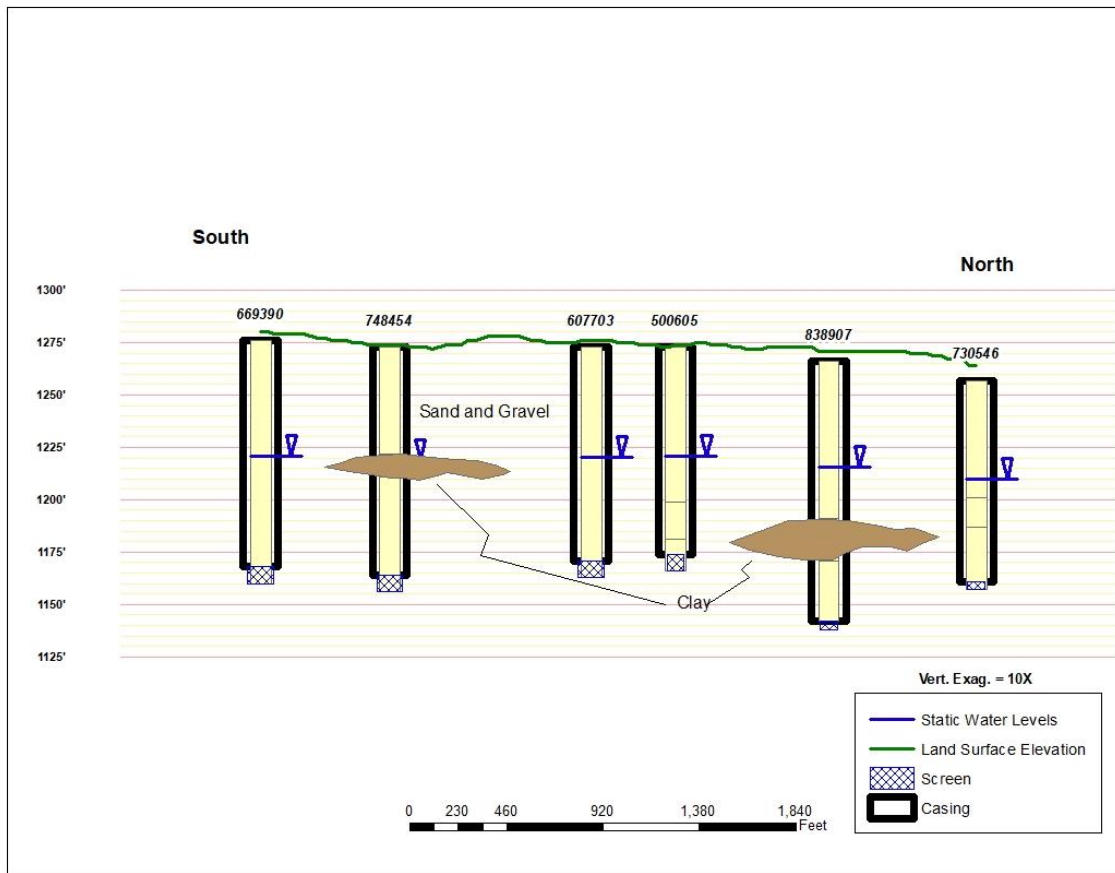 South
North
1300'
669390
748454
607703
500605
838907
1275'
730546
1250'
Sand and Gravel
1225'
1200'
1175'
1150'
Clay
1125'
Vert. Exag. = 10X
Static Water Levels
Land Surface Elevation
Screen
Casing
0 230 460 920 1,380 1,840
Feet